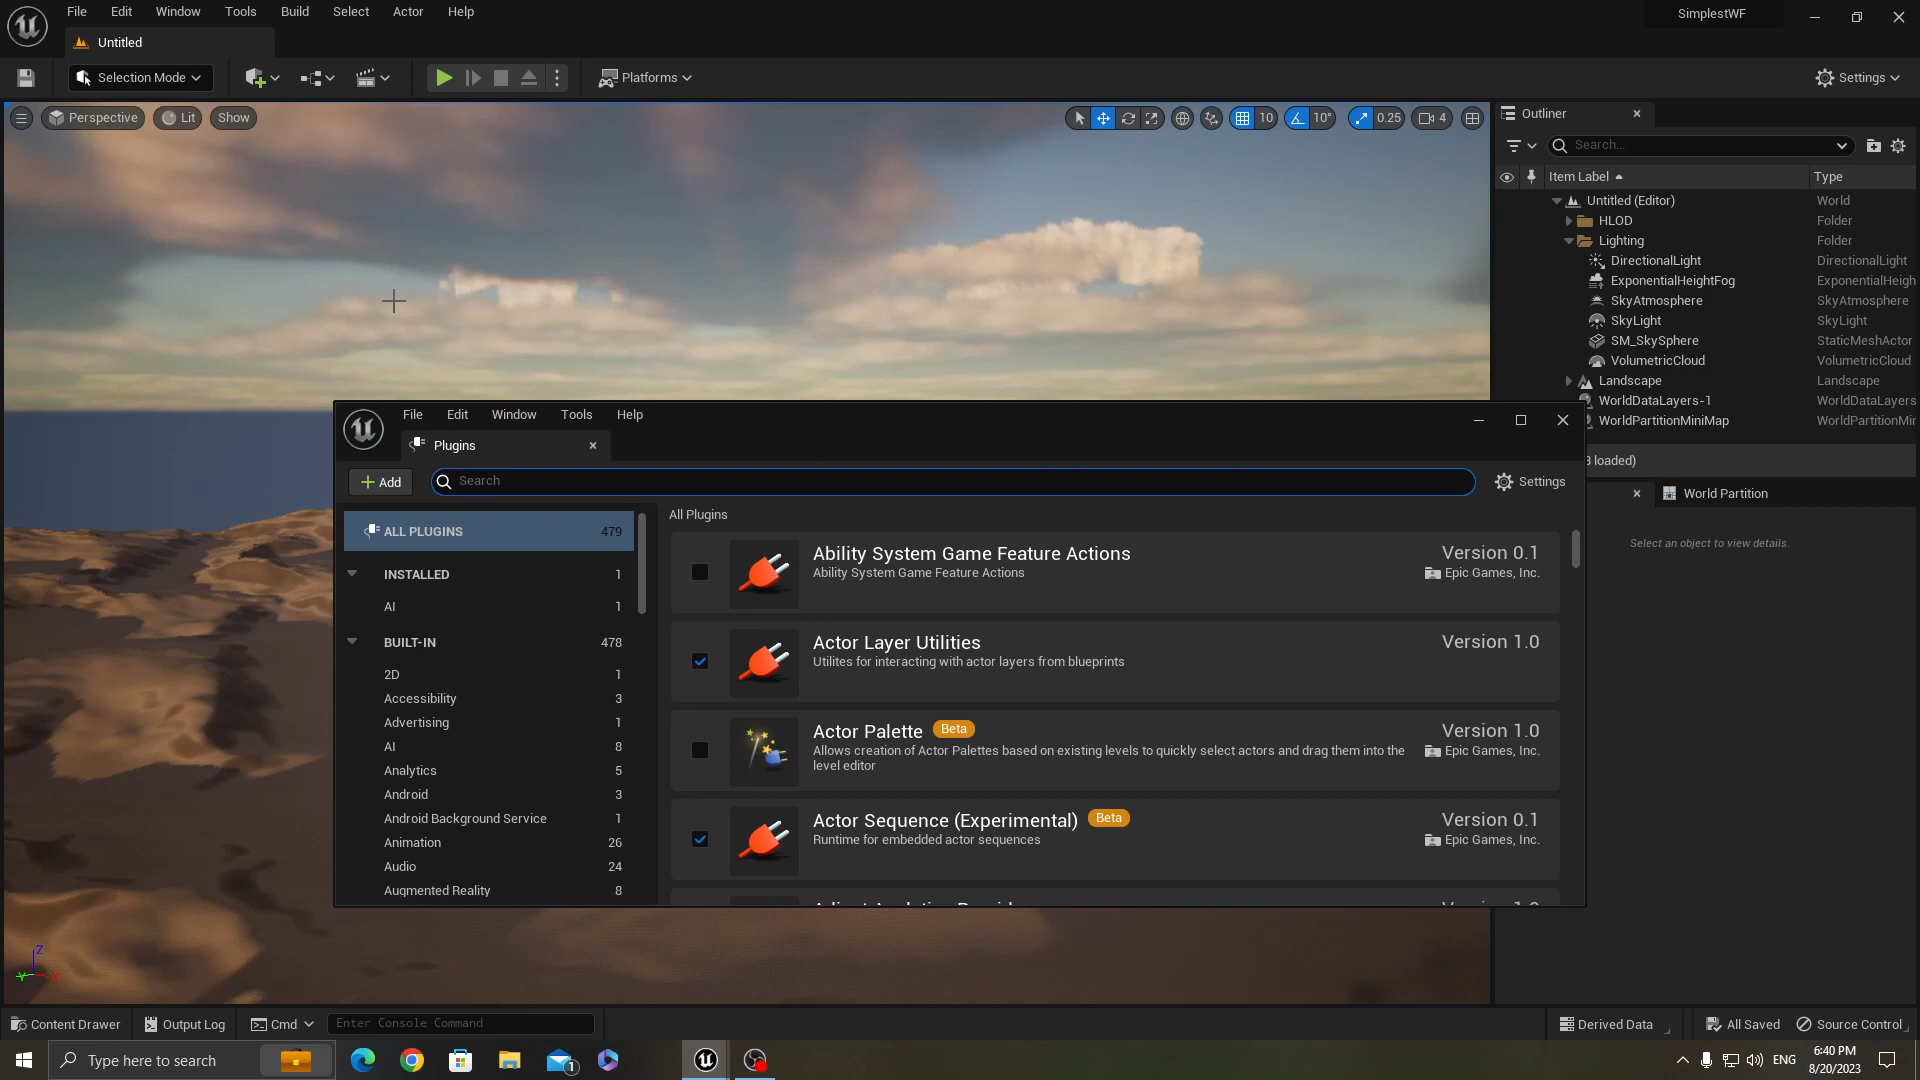 File Edit Window Tools Build Select Actor Help
SimplestWF
Untitled
Selection Mode
Platforms
Settings
Perspective Lit Show
10 10° 0.25 4
Outliner
Search...
Item Label Type
Untitled (Editor) World
HLOD Folder
Lighting Folder
DirectionalLight DirectionalLight
ExponentialHeightFog ExponentialHeigh
SkyAtmosphere SkyAtmosphere
SkyLight SkyLight
SM_SkySphere StaticMeshActor
VolumetricCloud VolumetricCloud
Landscape Landscape
WorldDataLayers-1 WorldDataLayers
WorldPartitionMiniMap WorldPartitionMir
3 loaded)
World Partition
Select an object to view details.
File Edit Window Tools Help
Plugins
Add
Search
Settings
ALL PLUGINS 479
INSTALLED 1
AI 1
BUILT-IN 478
2D 1
Accessibility 3
Advertising 1
AI 8
Analytics 5
Android 3
Android Background Service 1
Animation 26
Audio 24
Augmented Reality 8
All Plugins
Ability System Game Feature Actions Version 0.1
Ability System Game Feature Actions Epic Games, Inc.
Actor Layer Utilities Version 1.0
Utilites for interacting with actor layers from blueprints
Actor Palette Beta Version 1.0
Allows creation of Actor Palettes based on existing levels to quickly select actors and drag them into the Epic Games, Inc.
level editor
Actor Sequence (Experimental) Beta Version 0.1
Runtime for embedded actor sequences Epic Games, Inc.
Z
Y X
Content Drawer Output Log Cmd Enter Console Command
Derived Data All Saved Source Control
Type here to search
1
ENG
6:40 PM
8/20/2023